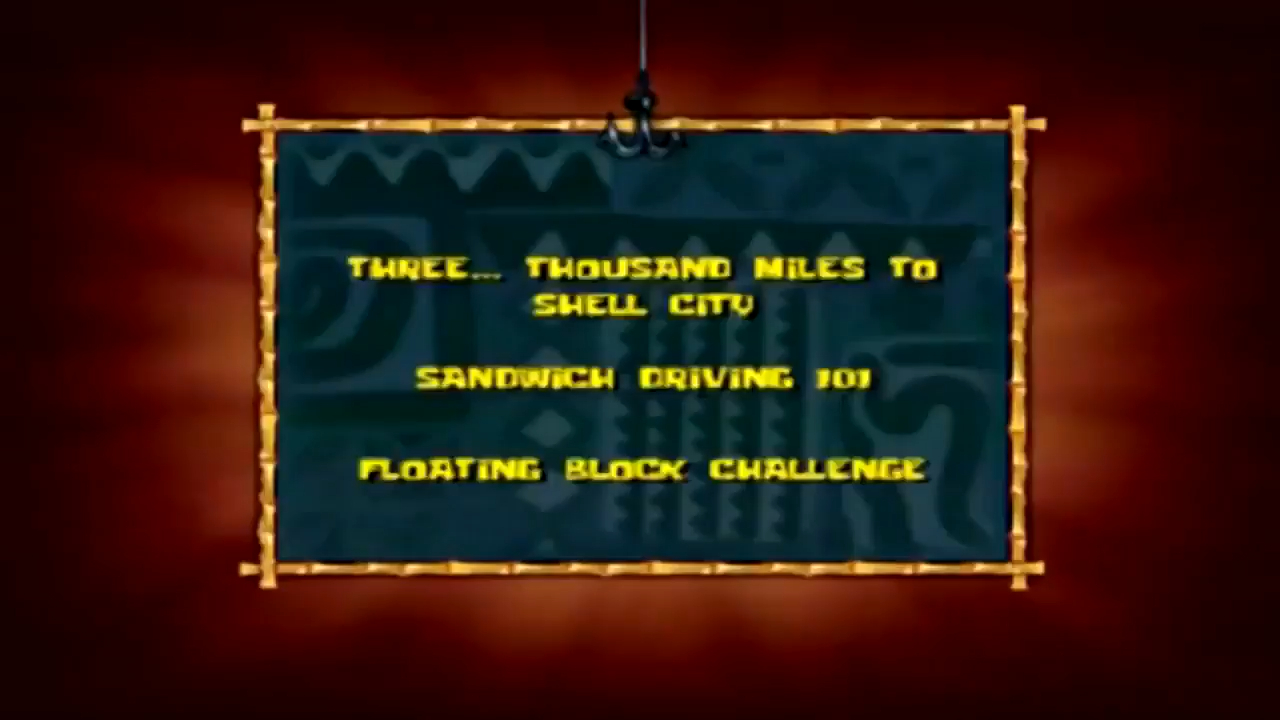 THREE... THOUSAND MILES TO
SHELL CITY
SANDWICH DRIVING 101
FLOATING BLOCK CHALLENGE